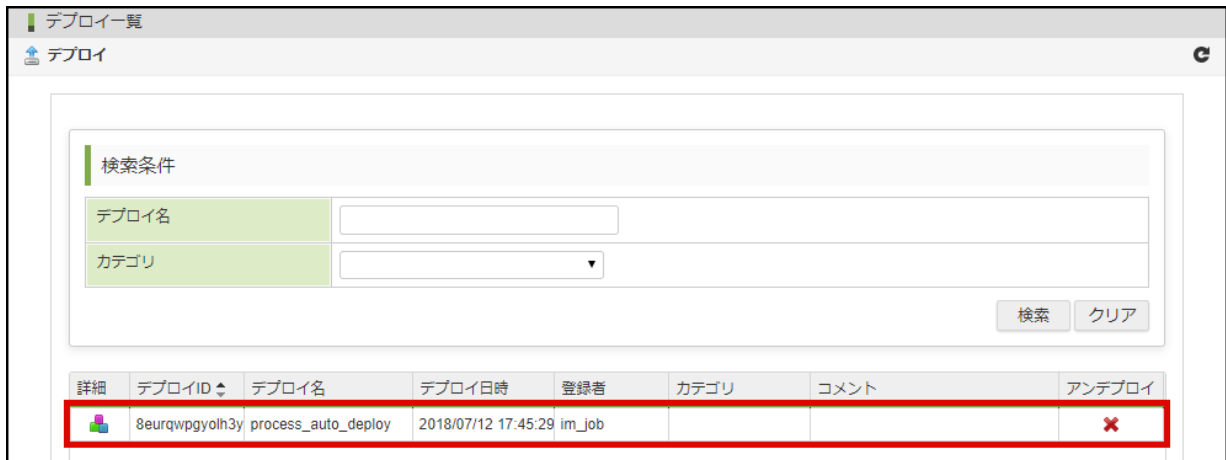 デプロイ一覧
デプロイ
検索条件
デプロイ名
カテゴリ
検索 クリア
詳細 デプロイID デプロイ名 デプロイ日時 登録者 カテゴリ コメント アンデプロイ
8eurqwpgyolh3y process_auto_deploy 2018/07/12 17:45:29 im_job